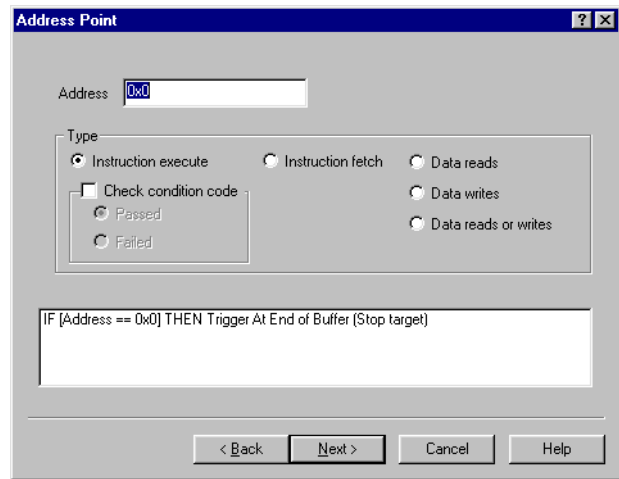 Address Point
Address 0x0
Type
Instruction execute Instruction fetch Data reads
Check condition code Data writes
Passed Data reads or writes
Failed
IF [Address == 0x0] THEN Trigger At End of Buffer (Stop target)
< Back Next > Cancel Help